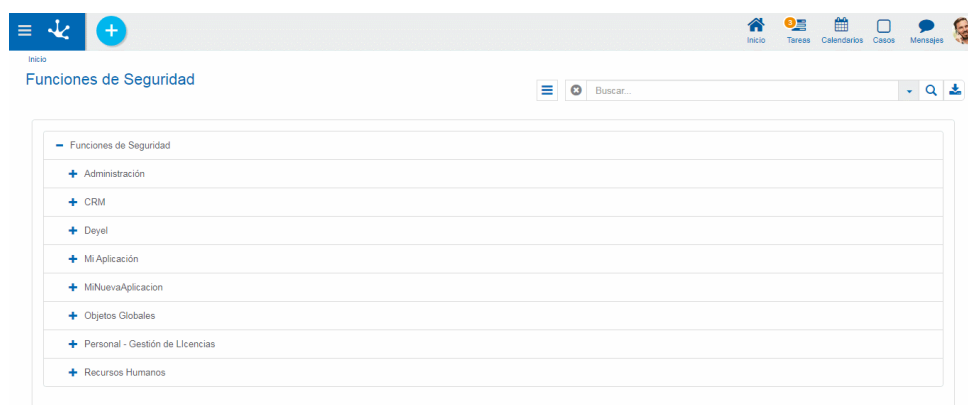 3
Inicio Tareas Calendarios Casos Mensajes
Inicio
Funciones de Seguridad
Buscar...
Funciones de Seguridad
Administración
CRM
Deyel
Mi Aplicación
MiNuevaAplicacion
Objetos Globales
Personal - Gestión de LIcencias
Recursos Humanos